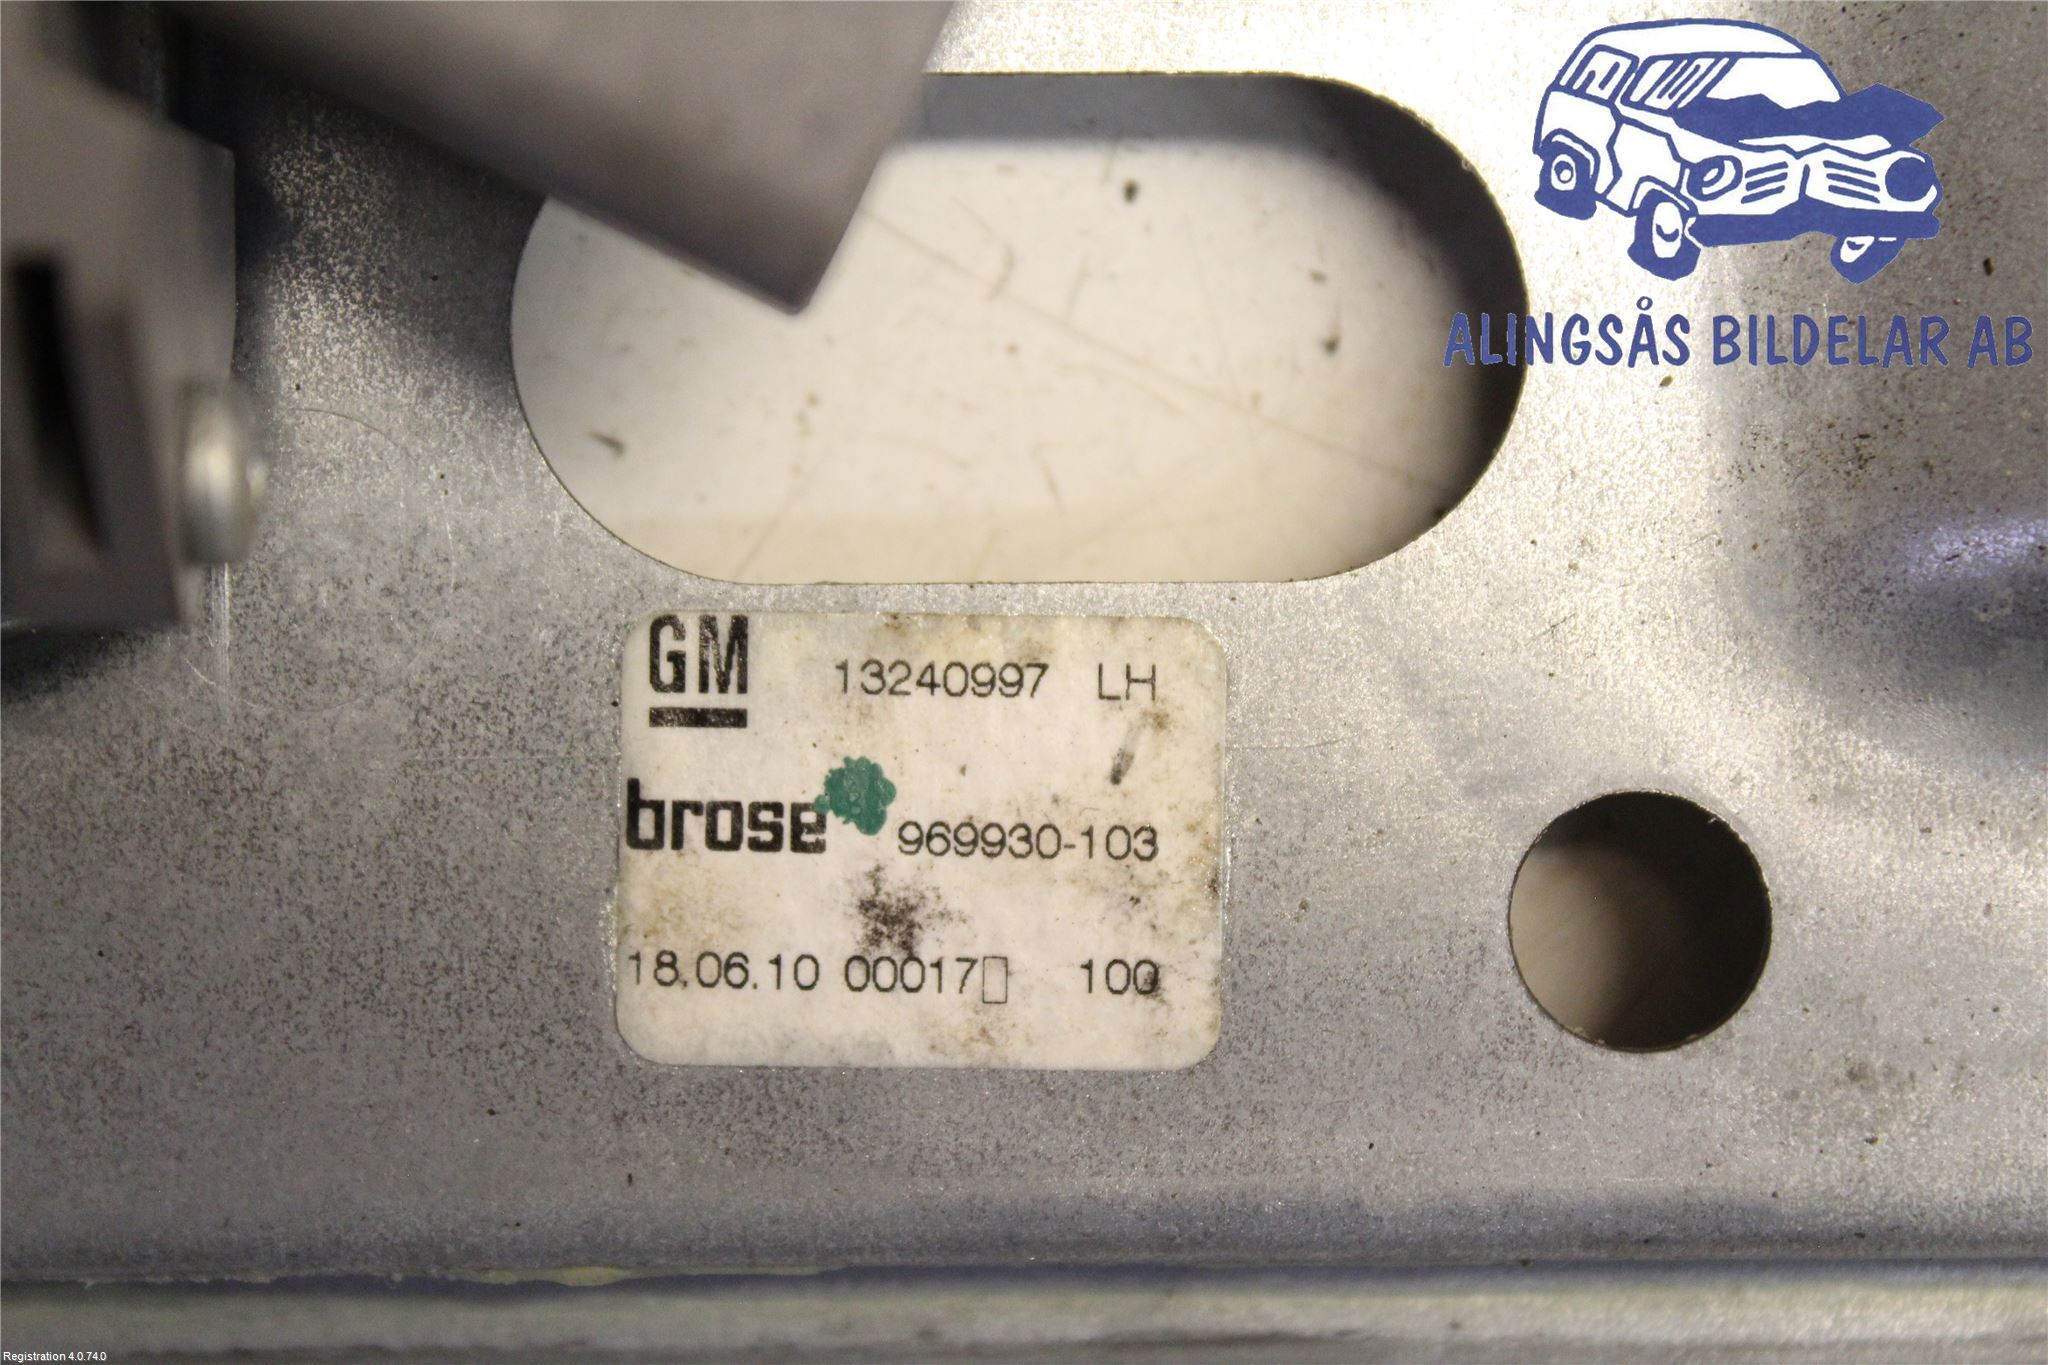 ALINGSÅS BILDELAR AB
GM 13240997 LH
brose 969930-103
18.06.10 00017▯ 100
Registration 4.0.74.0